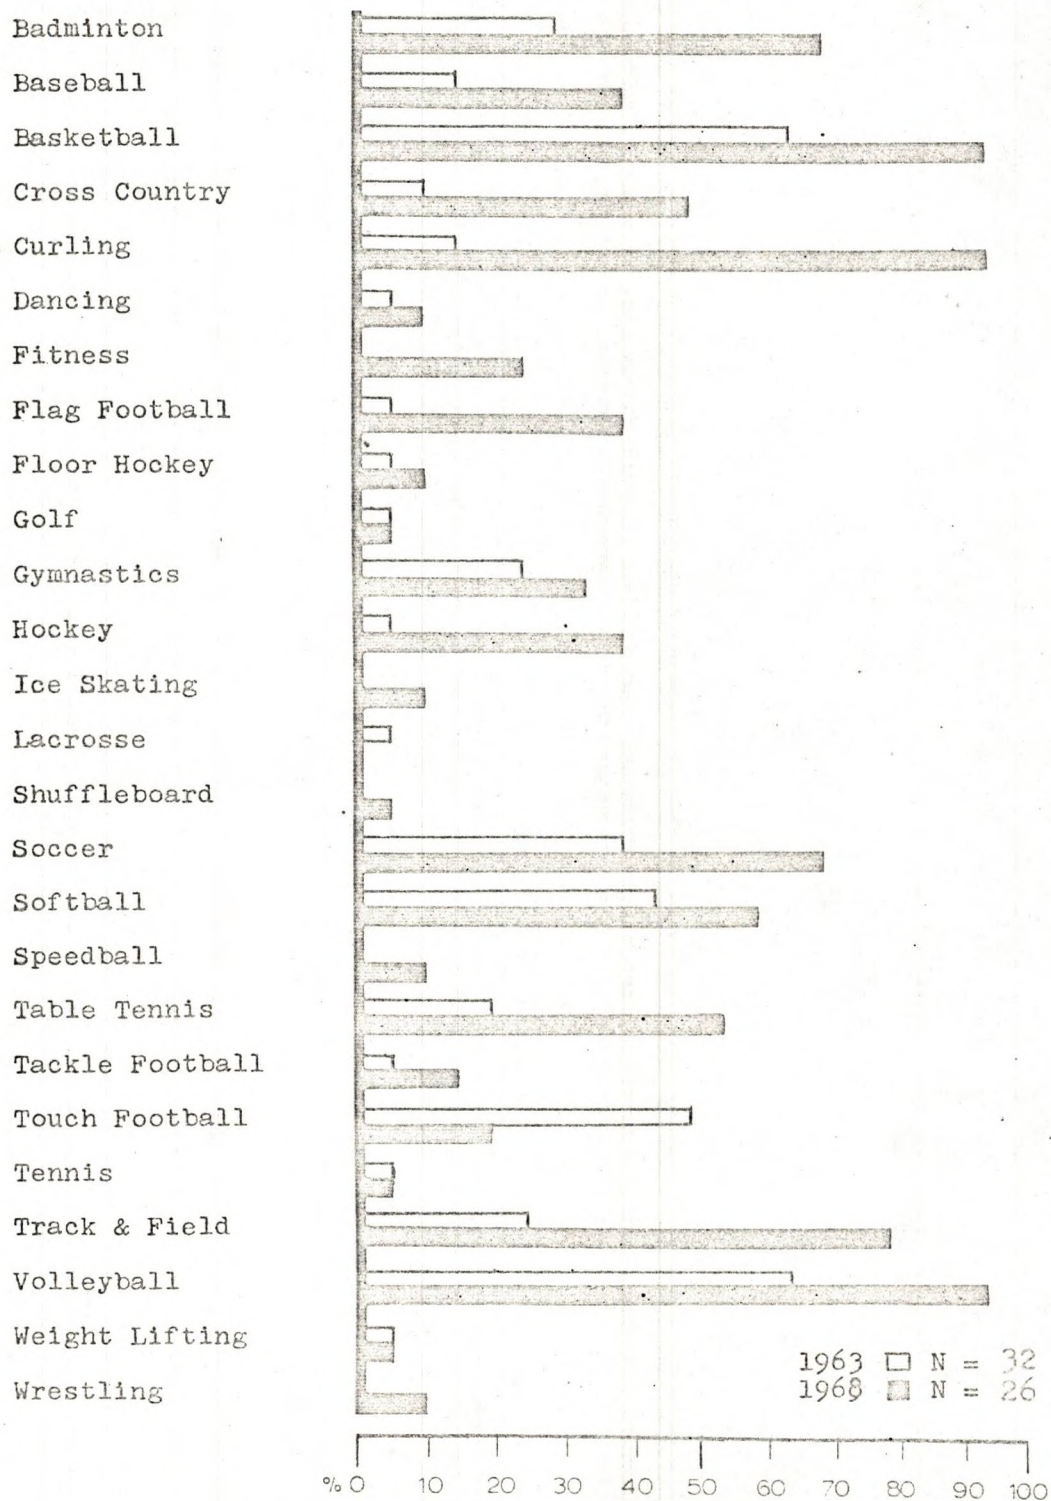 Badminton
Baseball
Basketball
Cross Country
Curling
Dancing
Fitness
Flag Football
Floor Hockey
Golf
Gymnastics
Hockey
Ice Skating
Lacrosse
Shuffleboard
Soccer
Softball
Speedball
Table Tennis
Tackle Football
Touch Football
Tennis
Track & Field
Volleyball
Weight Lifting
Wrestling
1963 N = 32
1968 N = 26
% 0 10 20 30 40 50 60 70 80 90 100